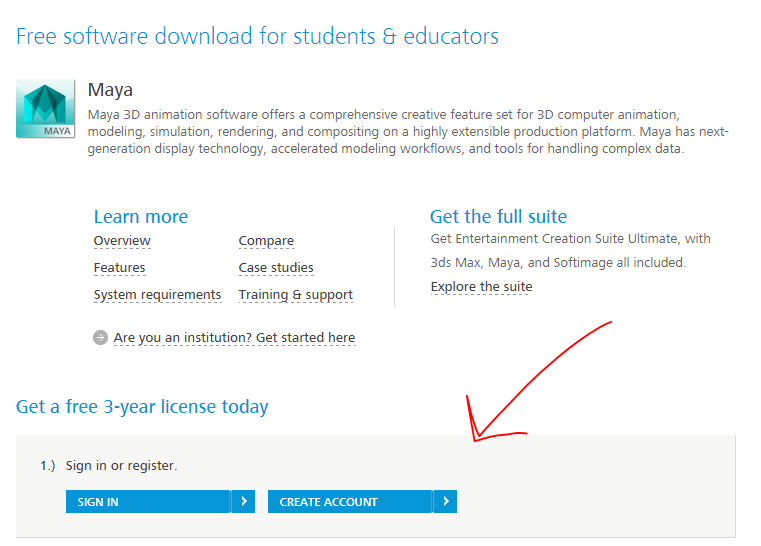 Free software download for students & educators
Maya
MAYA
Maya 3D animation software offers a comprehensive creative feature set for 3D computer animation,
modeling, simulation, rendering, and compositing on a highly extensible production platform. Maya has next-
generation display technology, accelerated modeling workflows, and tools for handling complex data.
Learn more
Overview
Compare
Features
Case studies
System requirements
Training & support
Are you an institution? Get started here
Get the full suite
Get Entertainment Creation Suite Ultimate, with
3ds Max, Maya, and Softimage all included.
Explore the suite
Get a free 3-year license today
1.) Sign in or register.
SIGN IN
CREATE ACCOUNT